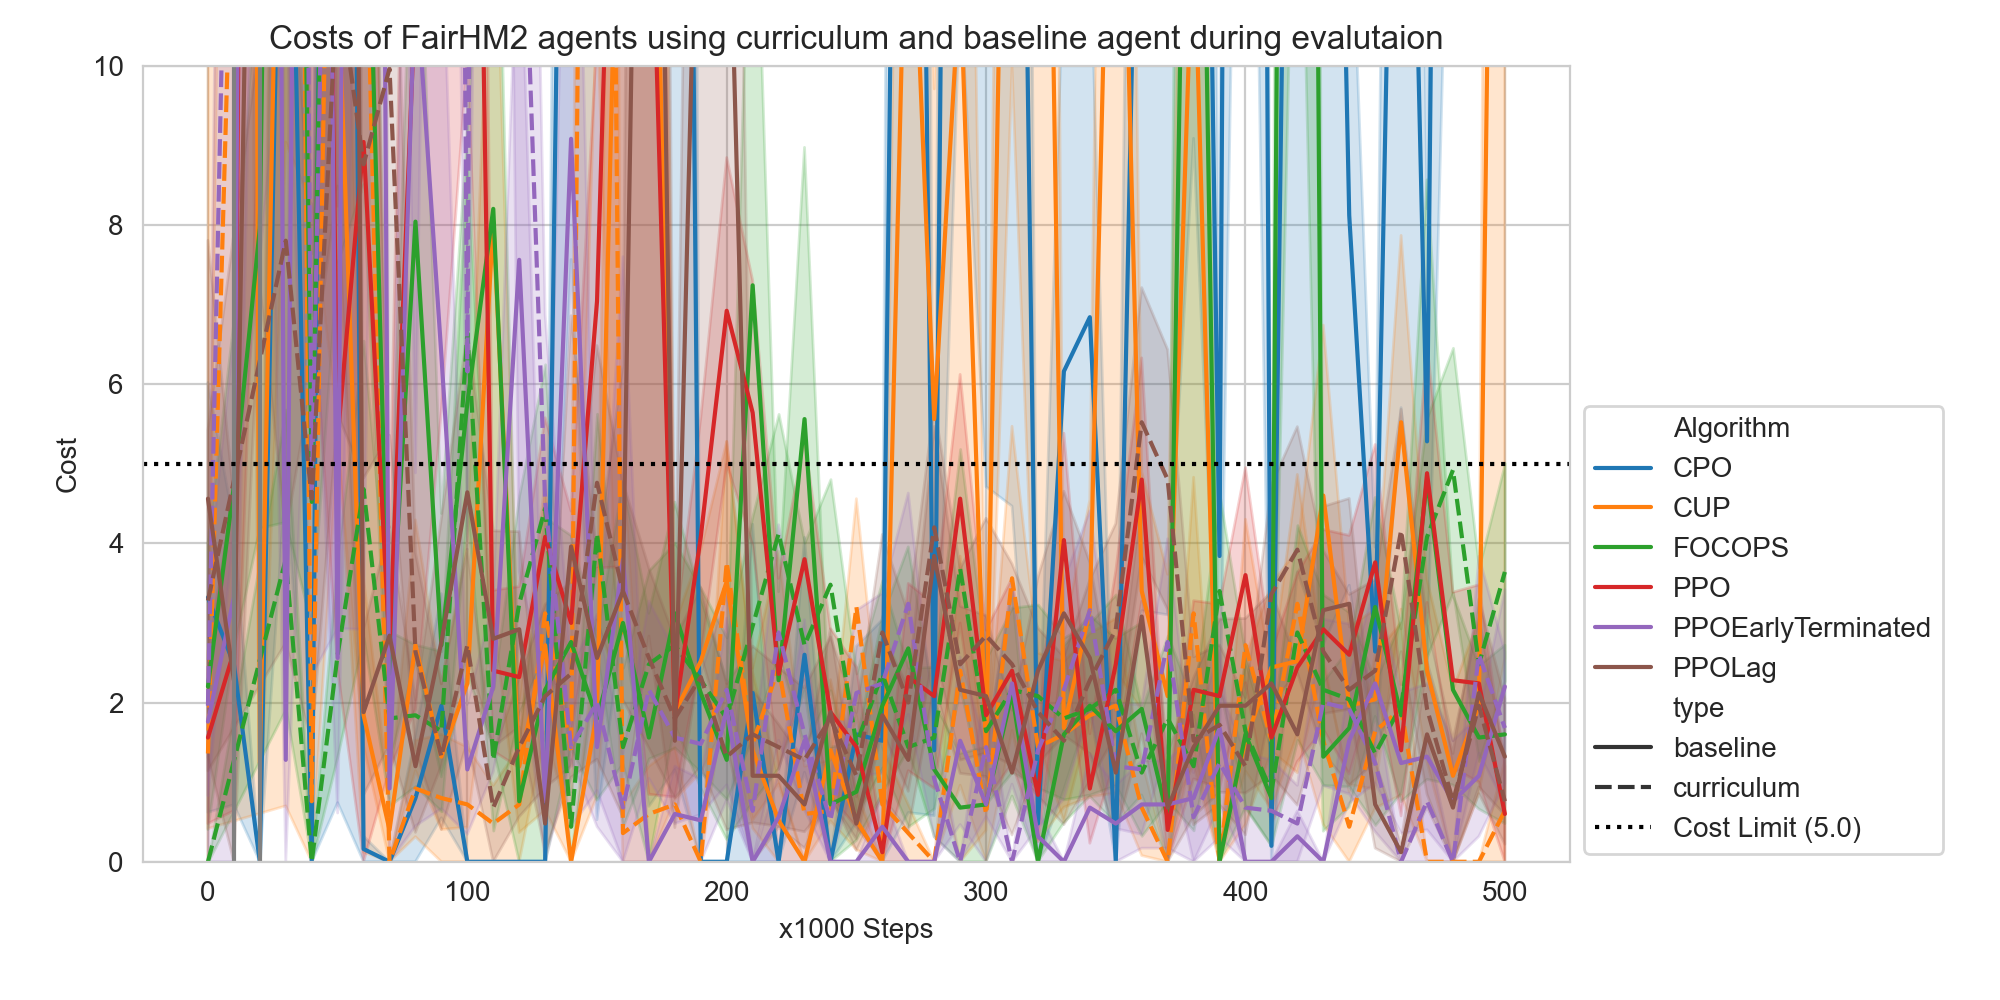 Costs of FairHM2 agents using curriculum and baseline agent during evalutaion
10
8
6
4
2
0
Cost
0 100 200 300 400 500
x1000 Steps
Algorithm
CPO
CUP
FOCOPS
PPO
PPOEarlyTerminated
PPOLag
type
baseline
curriculum
Cost Limit (5.0)